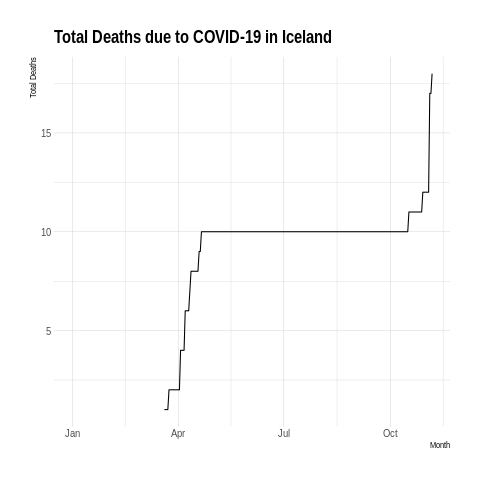 Total Deaths due to COVID-19 in Iceland
Total Deaths
15
10
5
Jan Apr Jul Oct
Month